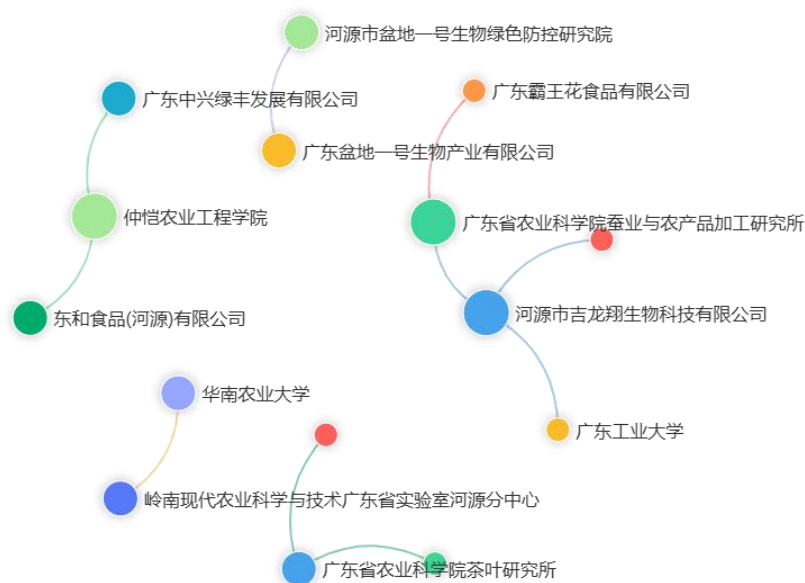 河源市盆地一号生物绿色防控研究院
广东霸王花食品有限公司
广东中兴绿丰发展有限公司
广东盆地一号生物产业有限公司
仲恺农业工程学院
广东省农业科学院蚕业与农产品加工研究所
东和食品(河源)有限公司
河源市吉龙翔生物科技有限公司
华南农业大学
广东工业大学
岭南现代农业科学与技术广东省实验室河源分中心
广东省农业科学院茶叶研究所